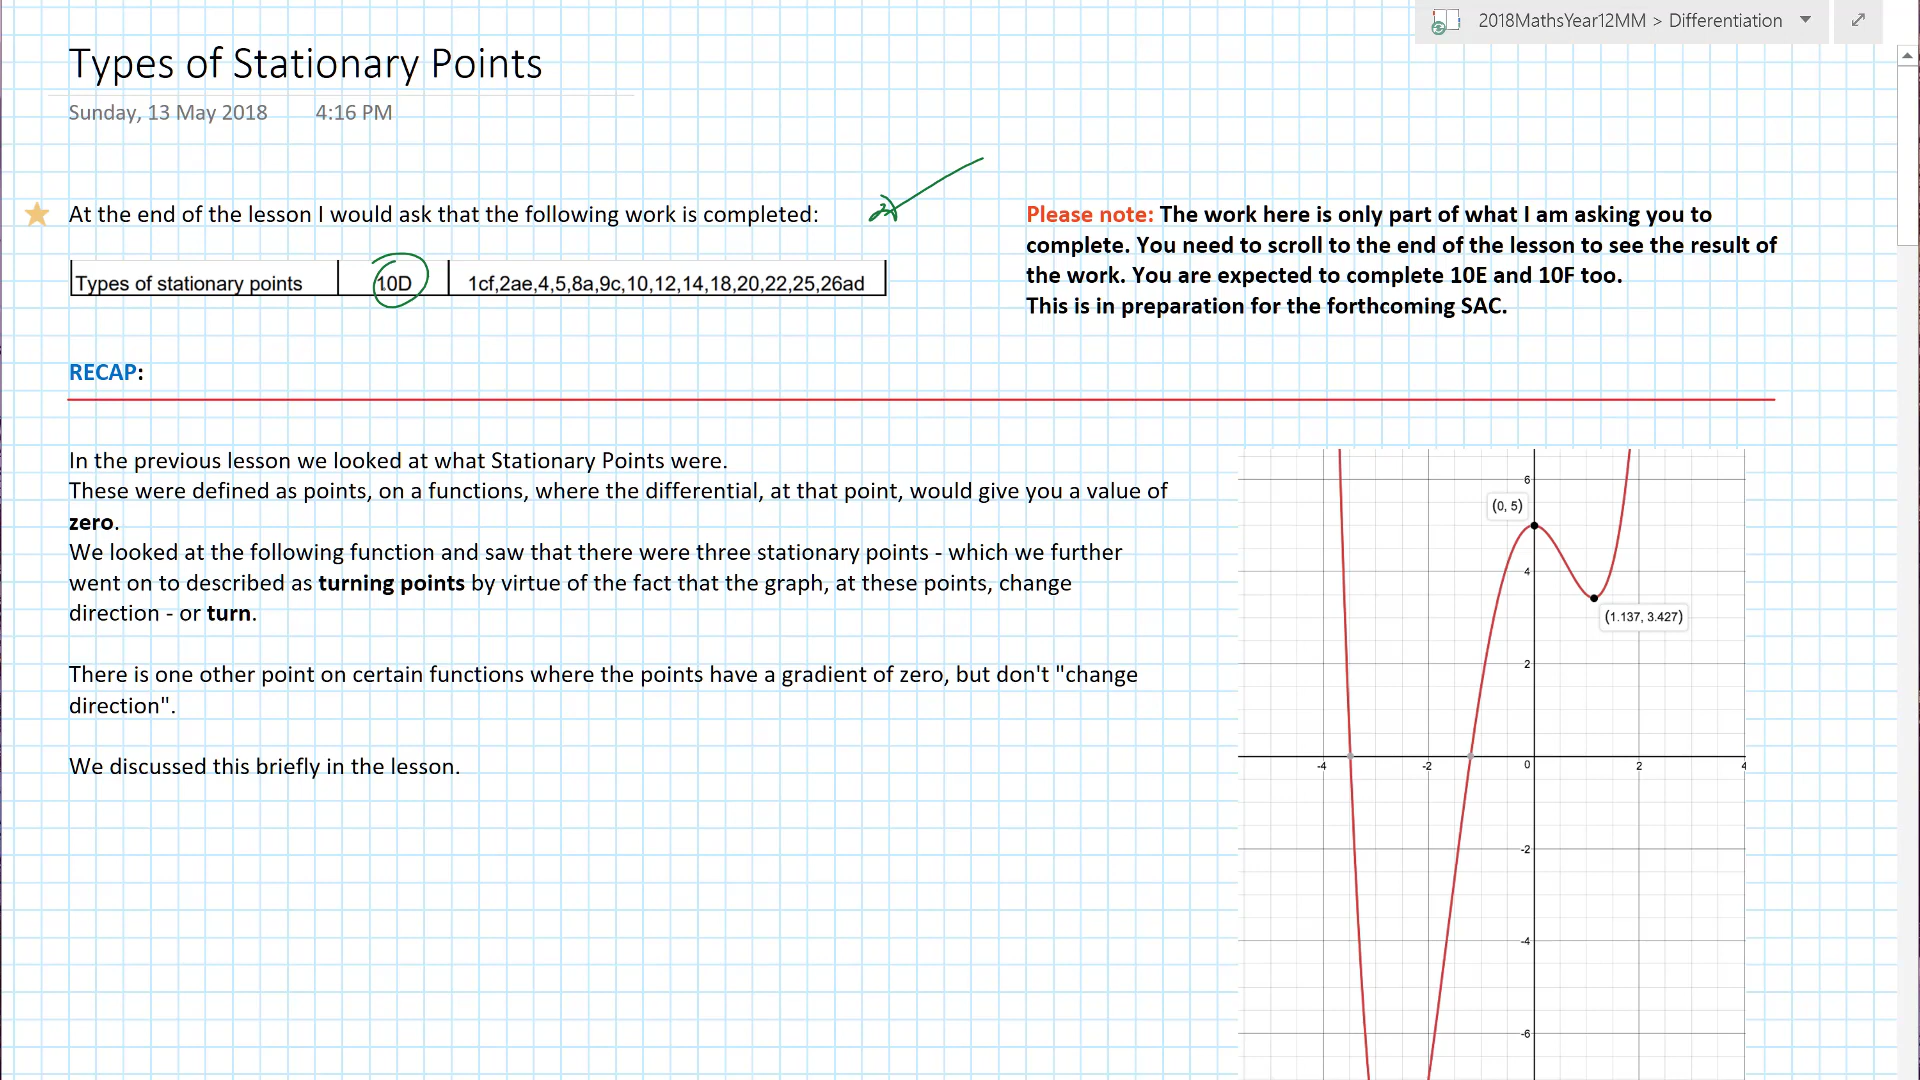 2018MathsYear12MM > Differentiation
Types of Stationary Points
Sunday, 13 May 2018 4:16 PM
At the end of the lesson I would ask that the following work is completed:
Types of stationary points 10D 1cf,2ae,4,5,8a,9c,10,12,14,18,20,22,25,26ad
Please note: The work here is only part of what I am asking you to
complete. You need to scroll to the end of the lesson to see the result of
the work. You are expected to complete 10E and 10F too.
This is in preparation for the forthcoming SAC.
RECAP:
In the previous lesson we looked at what Stationary Points were.
These were defined as points, on a functions, where the differential, at that point, would give you a value of
zero.
We looked at the following function and saw that there were three stationary points - which we further
went on to described as turning points by virtue of the fact that the graph, at these points, change
direction - or turn.
There is one other point on certain functions where the points have a gradient of zero, but don't "change
direction".
We discussed this briefly in the lesson.
6
(0, 5)
4
(1.137, 3.427)
2
-4 -2 0 2 4
-2
-4
-6